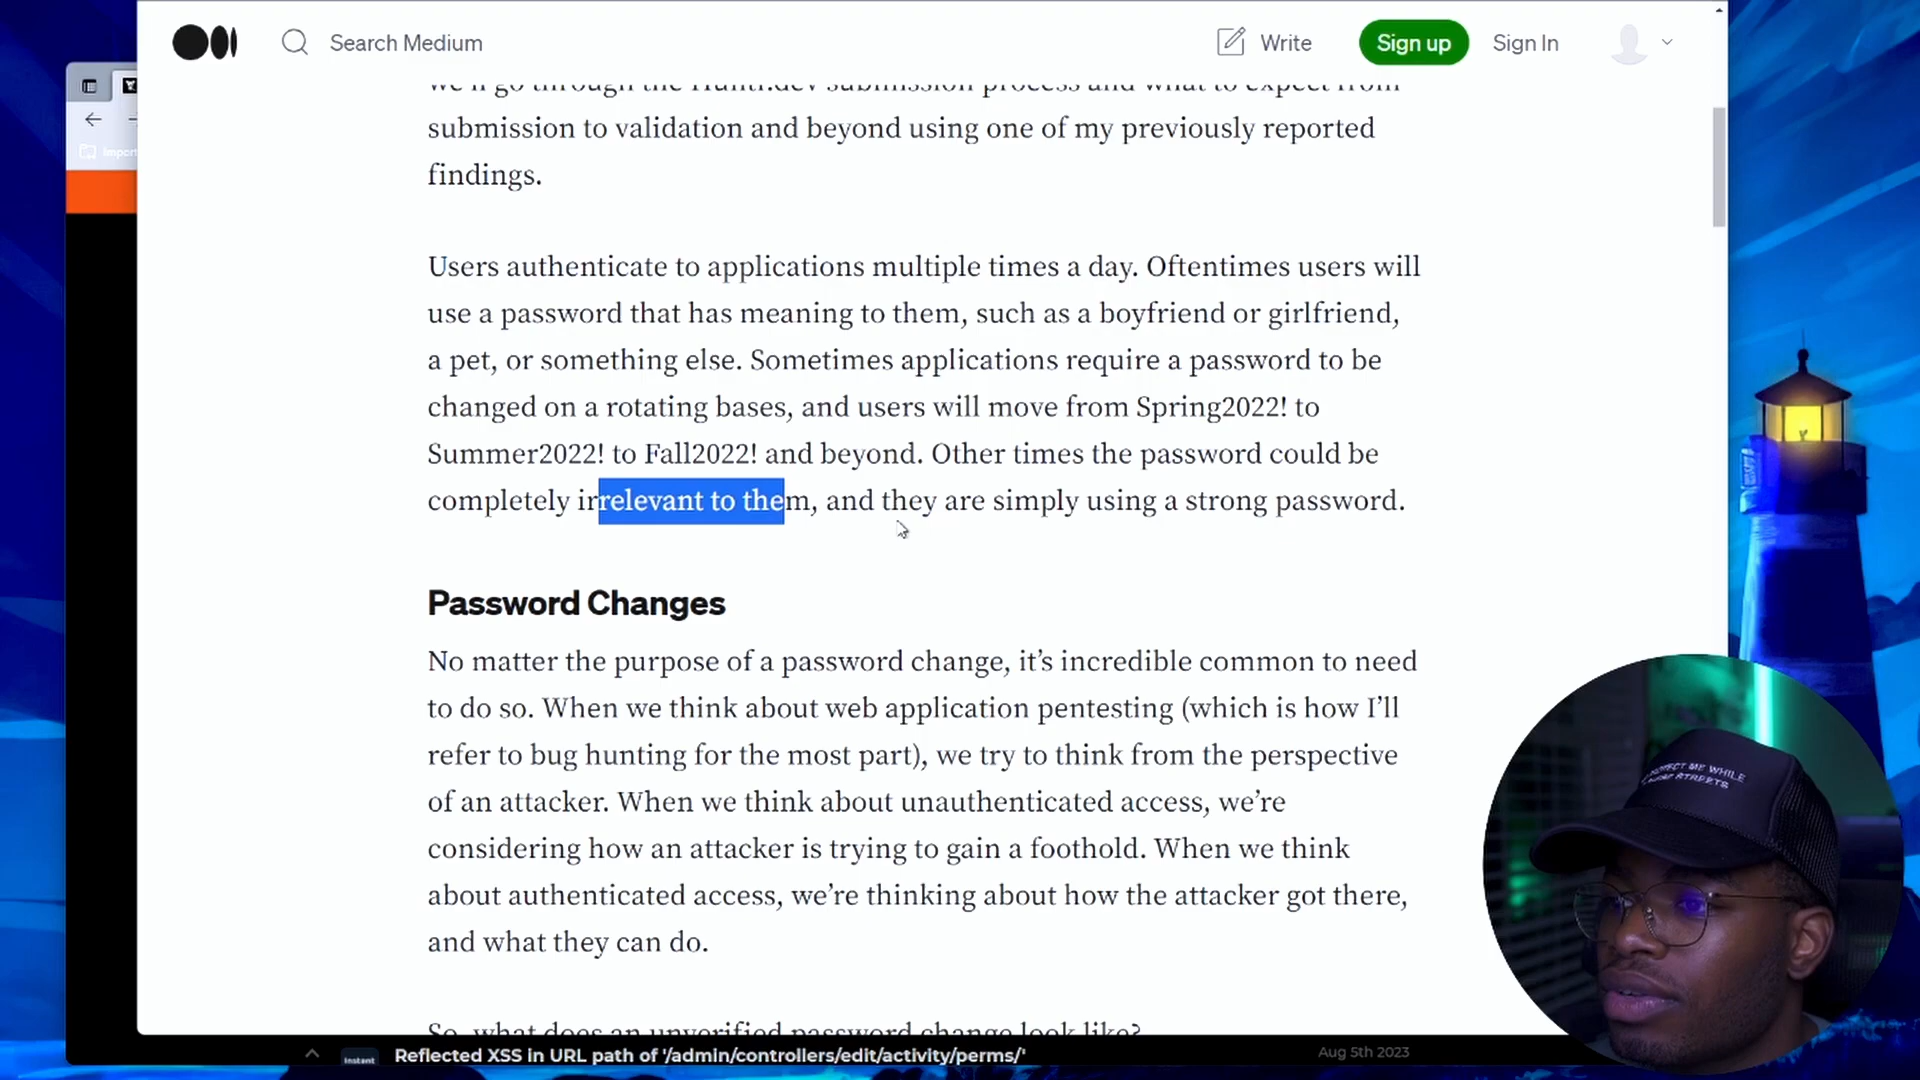 Search Medium
Write
Sign up
Sign In
we'll go through the Huntr.dev submission process and what to expect from
submission to validation and beyond using one of my previously reported
findings.
Users authenticate to applications multiple times a day. Oftentimes users will
use a password that has meaning to them, such as a boyfriend or girlfriend,
a pet, or something else. Sometimes applications require a password to be
changed on a rotating bases, and users will move from Spring2022! to
Summer2022! to Fall2022! and beyond. Other times the password could be
completely irrelevant to them, and they are simply using a strong password.
Password Changes
No matter the purpose of a password change, it's incredible common to need
to do so. When we think about web application pentesting (which is how I'll
refer to bug hunting for the most part), we try to think from the perspective
of an attacker. When we think about unauthenticated access, we're
considering how an attacker is trying to gain a foothold. When we think
about authenticated access, we're thinking about how the attacker got there,
and what they can do.
So, what does an unverified password change look like?
Import
Instant
Reflected XSS in URL path of '/admin/controllers/edit/activity/perms/'
Aug 5th 2023
ME WHILE
STREETS